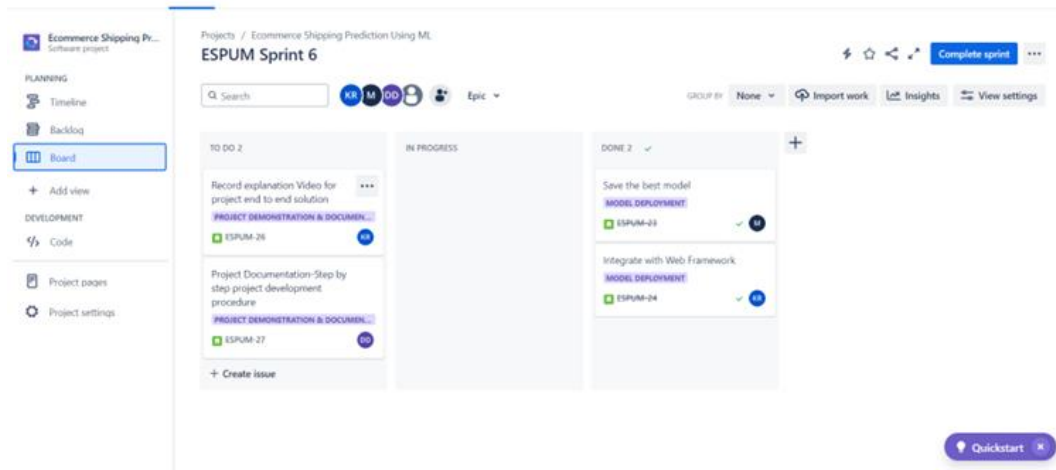 Ecommerce Shipping Pr...
Software project
PLANNING
Timeline
Backlog
Board
+ Add view
DEVELOPMENT
</> Code
Project pages
Project settings
Projects / Ecommerce Shipping Prediction Using ML
ESPUM Sprint 6
Complete sprint
Search
KR M DD
Epic
GROUP BY None
Import work
Insights
View settings
TO DO 2
Record explanation Video for
project end to end solution
PROJECT DEMONSTRATION & DOCUMEN...
ESPUM-26
KR
Project Documentation-Step by
step project development
procedure
PROJECT DEMONSTRATION & DOCUMEN...
ESPUM-27
DD
+ Create issue
IN PROGRESS
DONE 2
Save the best model
MODEL DEPLOYMENT
ESPUM-23
M
Integrate with Web Framework
MODEL DEPLOYMENT
ESPUM-24
KR
Quickstart